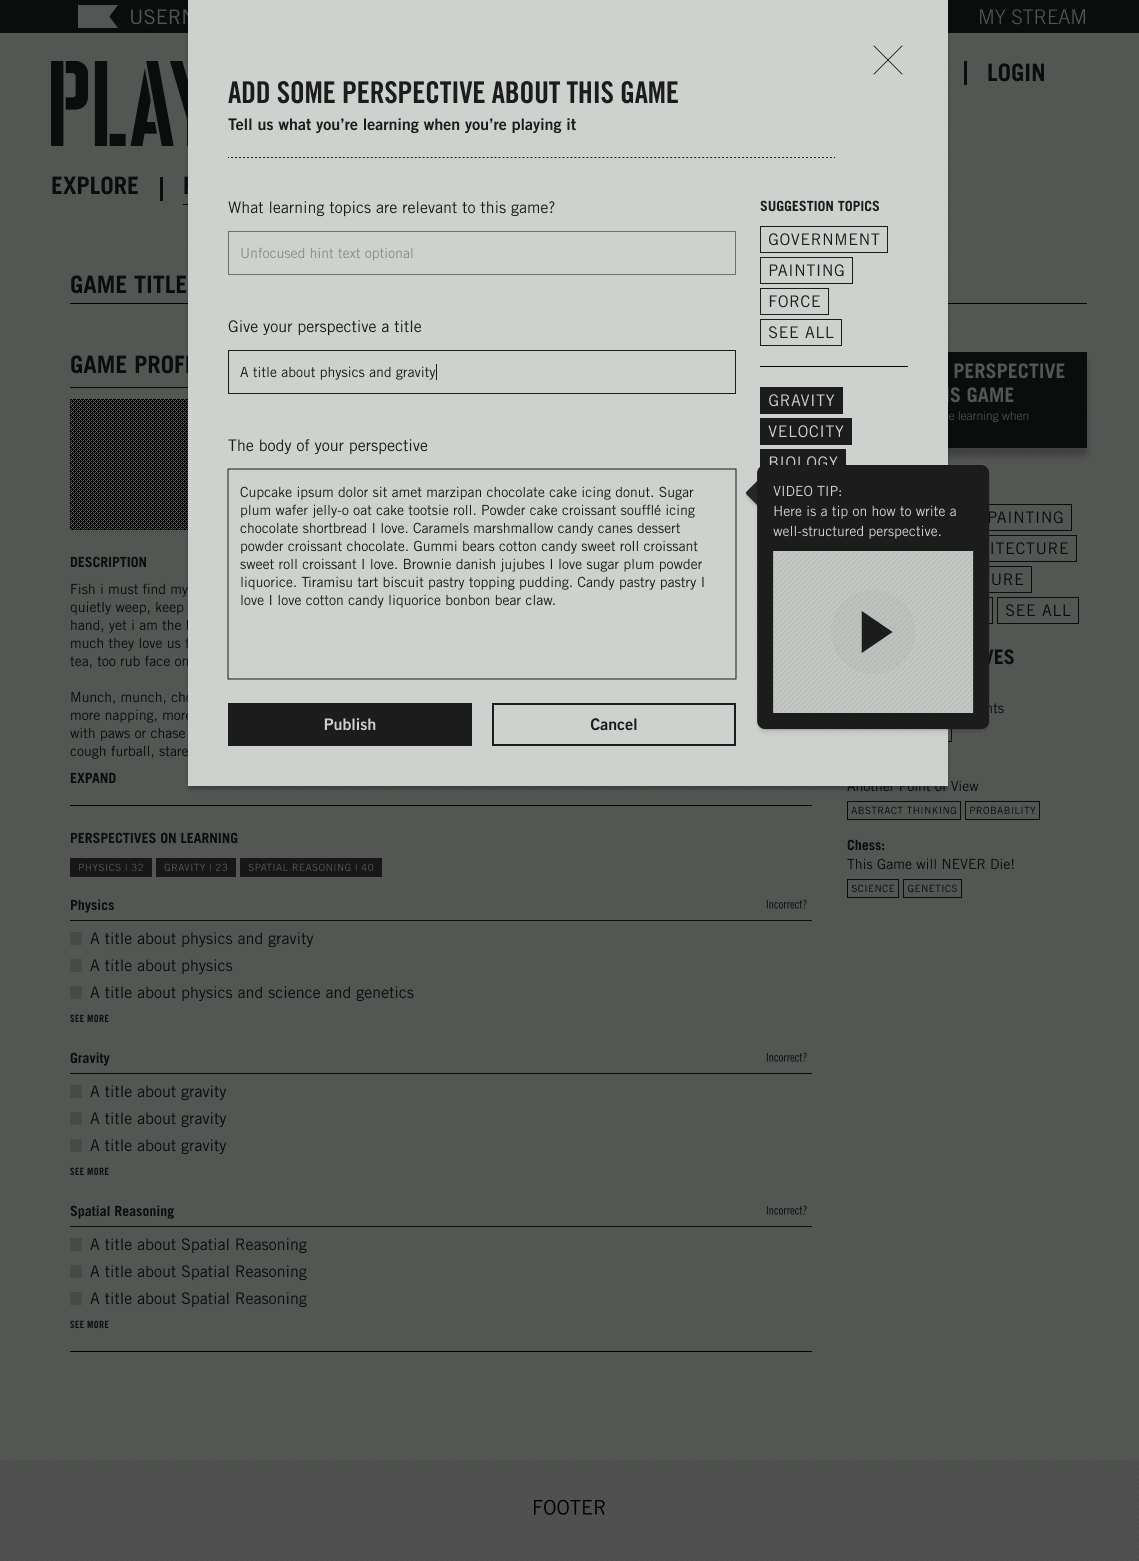 MY STREAM
LOGIN
EXPLORE
GAME TITLE
ADD SOME PERSPECTIVE ABOUT THIS GAME
Tell us what you're learning when you're playing it
What learning topics are relevant to this game?
Unfocused hint text optional
Give your perspective a title
A title about physics and gravity
The body of your perspective
Cupcake ipsum dolor sit amet marzipan chocolate cake icing donut. Sugar
plum wafer jelly-o oat cake tootsie roll. Powder cake croissant soufflé icing
chocolate shortbread I love. Caramels marshmallow candy canes dessert
powder croissant chocolate. Gummi bears cotton candy sweet roll croissant
sweet roll croissant I love. Brownie danish jujubes I love sugar plum powder
liquorice. Tiramisu tart biscuit pastry topping pudding. Candy pastry pastry I
love I love cotton candy liquorice bonbon bear claw.
Publish
Cancel
SUGGESTION TOPICS
GOVERNMENT
PAINTING
FORCE
SEE ALL
GRAVITY
VELOCITY
BIOLOGY
VIDEO TIP:
Here is a tip on how to write a
well-structured perspective.
PERSPECTIVE
GAME
learning when
PAINTING
SEE ALL
DESCRIPTION
Fish i must find my
quietly weep, keep
hand, yet i am the
much they love us
tea, too rub face on
Munch, munch,
more napping, more
with paws or chase
cough furball, stare
EXPAND
Another Point of View
ABSTRACT THINKING PROBABILITY
Chess:
This Game will NEVER Die!
SCIENCE GENETICS
PERSPECTIVES ON LEARNING
PHYSICS | 32 GRAVITY | 23 SPATIAL REASONING | 40
Physics Incorrect?
A title about physics and gravity
A title about physics
A title about physics and science and genetics
SEE MORE
Gravity Incorrect?
A title about gravity
A title about gravity
A title about gravity
SEE MORE
Spatial Reasoning Incorrect?
A title about Spatial Reasoning
A title about Spatial Reasoning
A title about Spatial Reasoning
SEE MORE
FOOTER